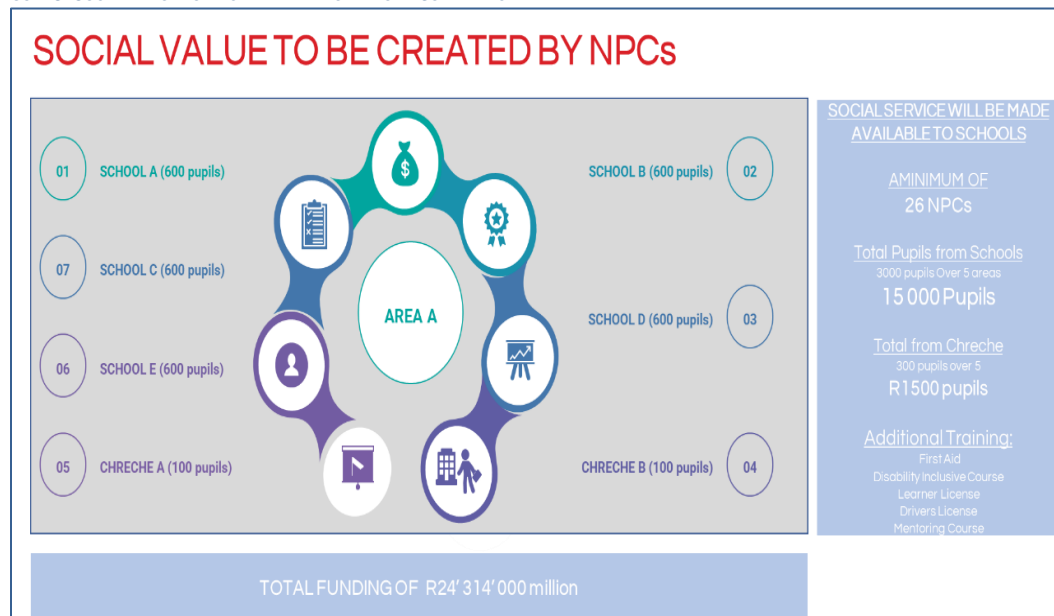 SOCIAL VALUE TO BE CREATED BY NPCs
01
SCHOOL A (600 pupils)
SCHOOL B (600 pupils)
02
07
SCHOOL C (600 pupils)
SCHOOL D (600 pupils)
03
06
SCHOOL E (600 pupils)
05
CHRECHE A (100 pupils)
CHRECHE B (100 pupils)
04
$
AREA A
SOCIAL SERVICE WILL BE MADE
AVAILABLE TO SCHOOLS
AMINIMUM OF
26 NPCs
Total Pupils from Schools
3000 pupils Over 5 areas
15 000 Pupils
Total from Chreche
300 pupils over 5
R1500 pupils
Additional Training:
First Aid
Disability Inclusive Course
Learner License
Drivers License
Mentoring Course
TOTAL FUNDING OF R24' 314' 000 million